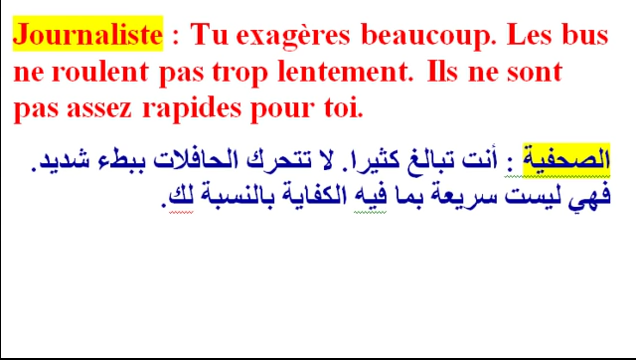 Journaliste : Tu exagères beaucoup. Les bus
ne roulent pas trop lentement. Ils ne sont
pas assez rapides pour toi.
الصحفية : أنت تبالغ كثيرا. لا تتحرك الحافلات ببطء شديد.
فهي ليست سريعة بما فيه الكفاية بالنسبة لك.